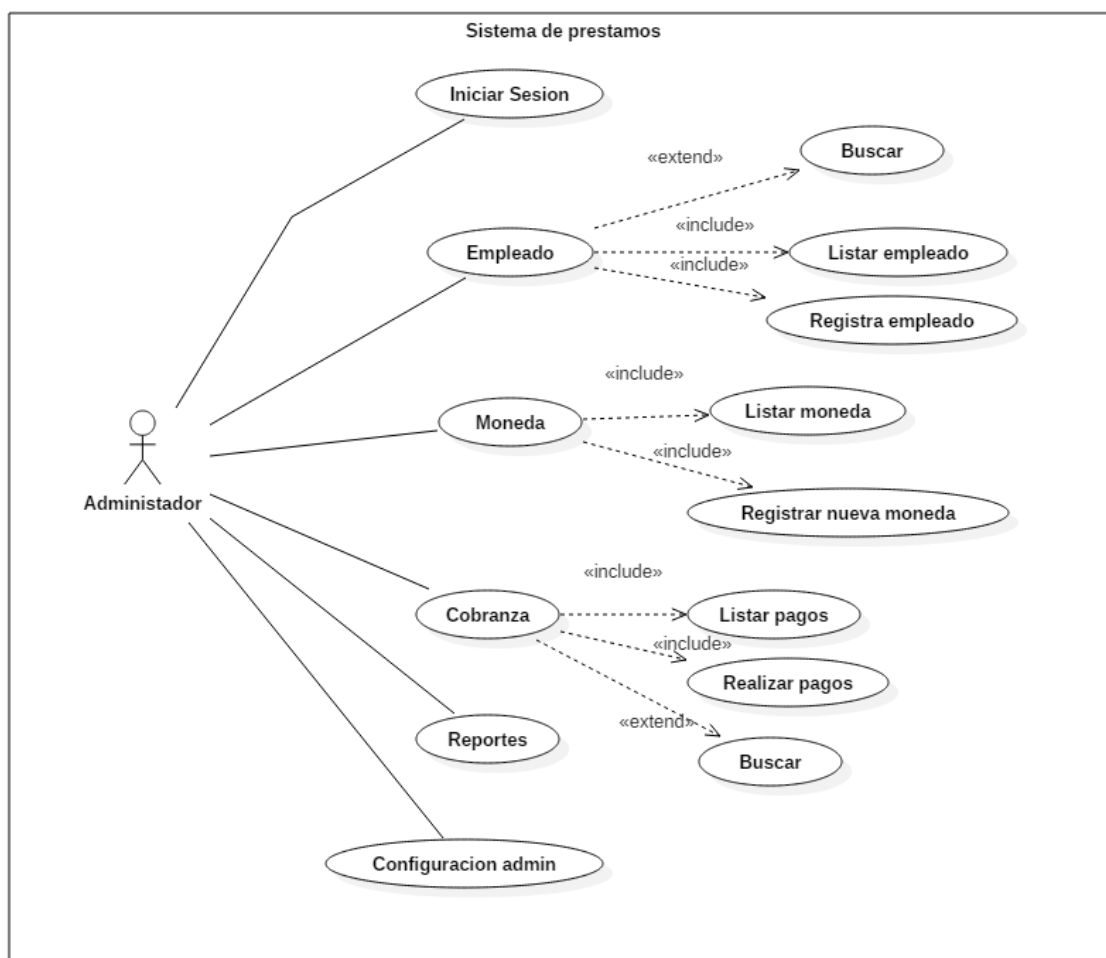 Sistema de prestamos
Iniciar Sesion
«extend»
Buscar
Empleado
«include»
Listar empleado
«include»
Registra empleado
Moneda
«include»
Listar moneda
«include»
Registrar nueva moneda
Administador
Cobranza
«include»
Listar pagos
«include»
Realizar pagos
«extend»
Buscar
Reportes
Configuracion admin